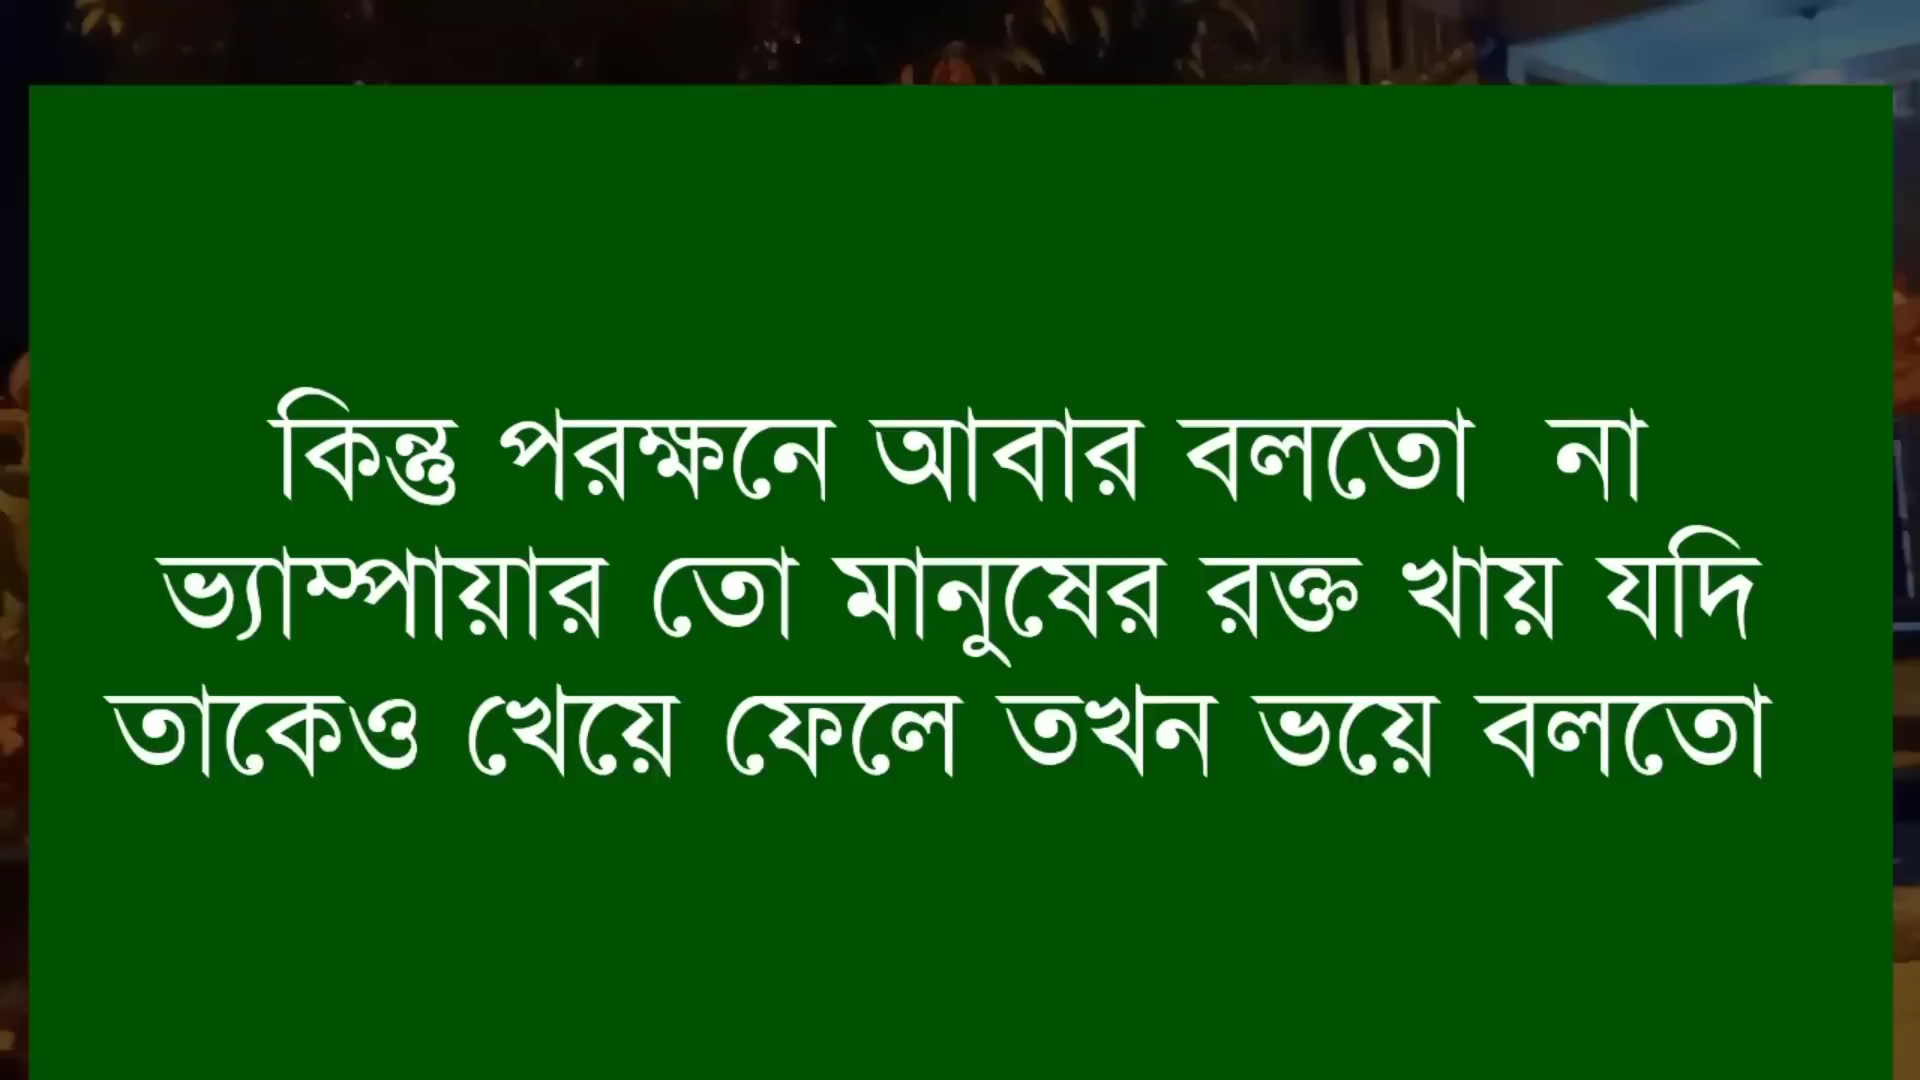 কিন্তু পরক্ষনে আবার বলতো না
ভ্যাম্পায়ার তো মানুষের রক্ত খায় যদি
তাকেও খেয়ে ফেলে তখন ভয়ে বলতো